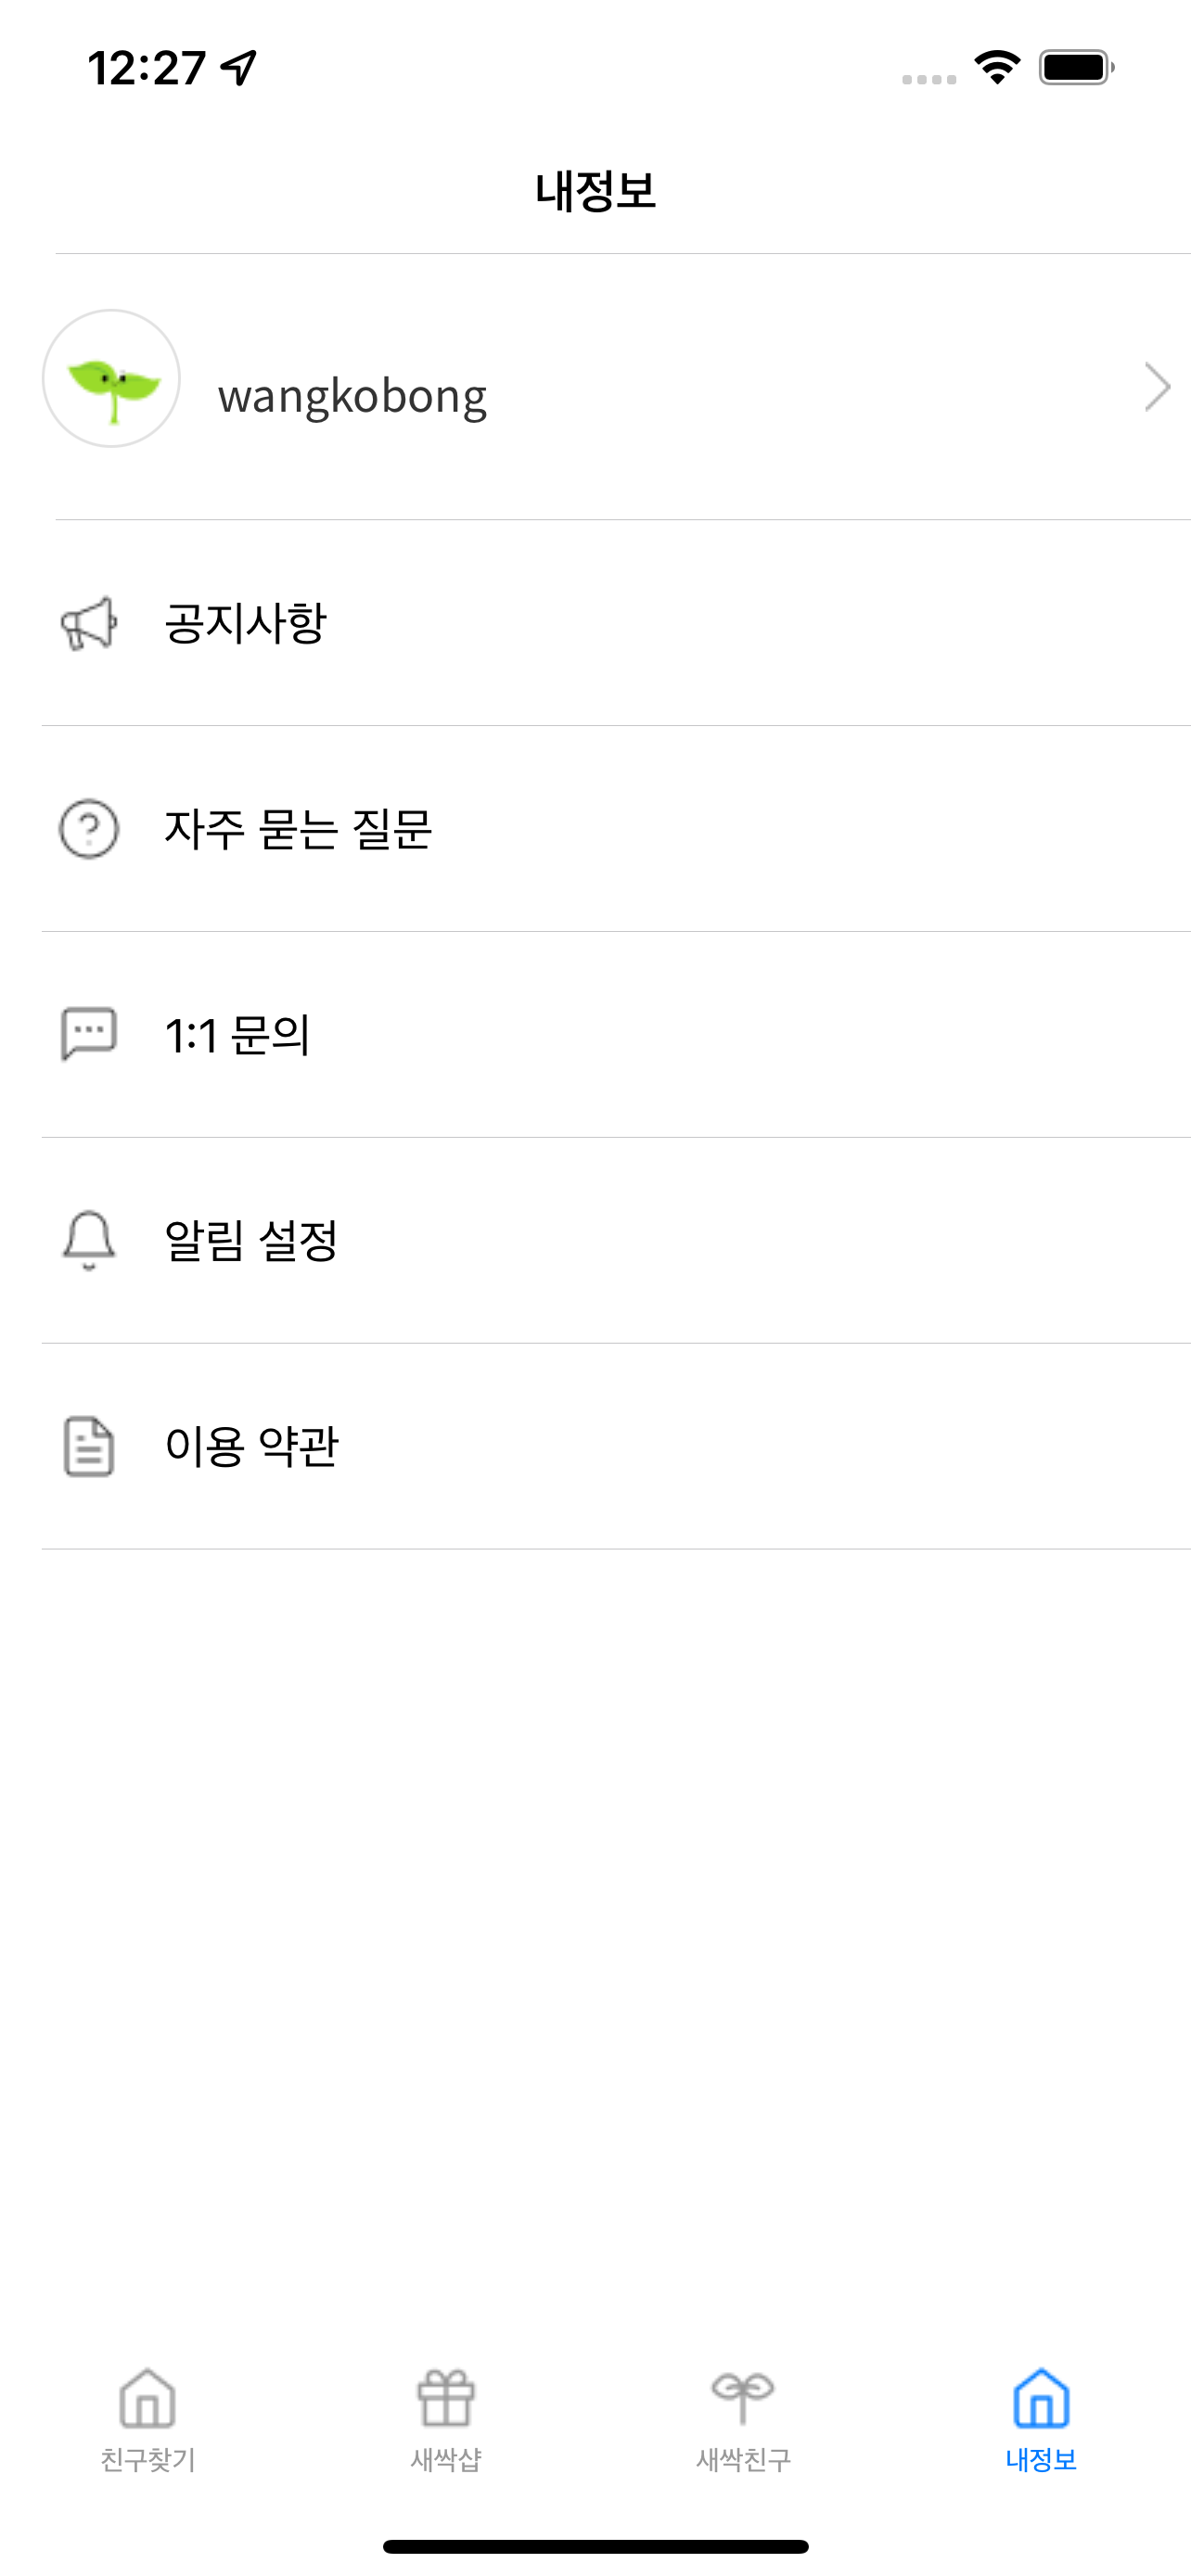 12:27
내정보
wangkobong
공지사항
자주 묻는 질문
1:1 문의
알림 설정
이용 약관
친구찾기
새싹샵
새싹친구
내정보